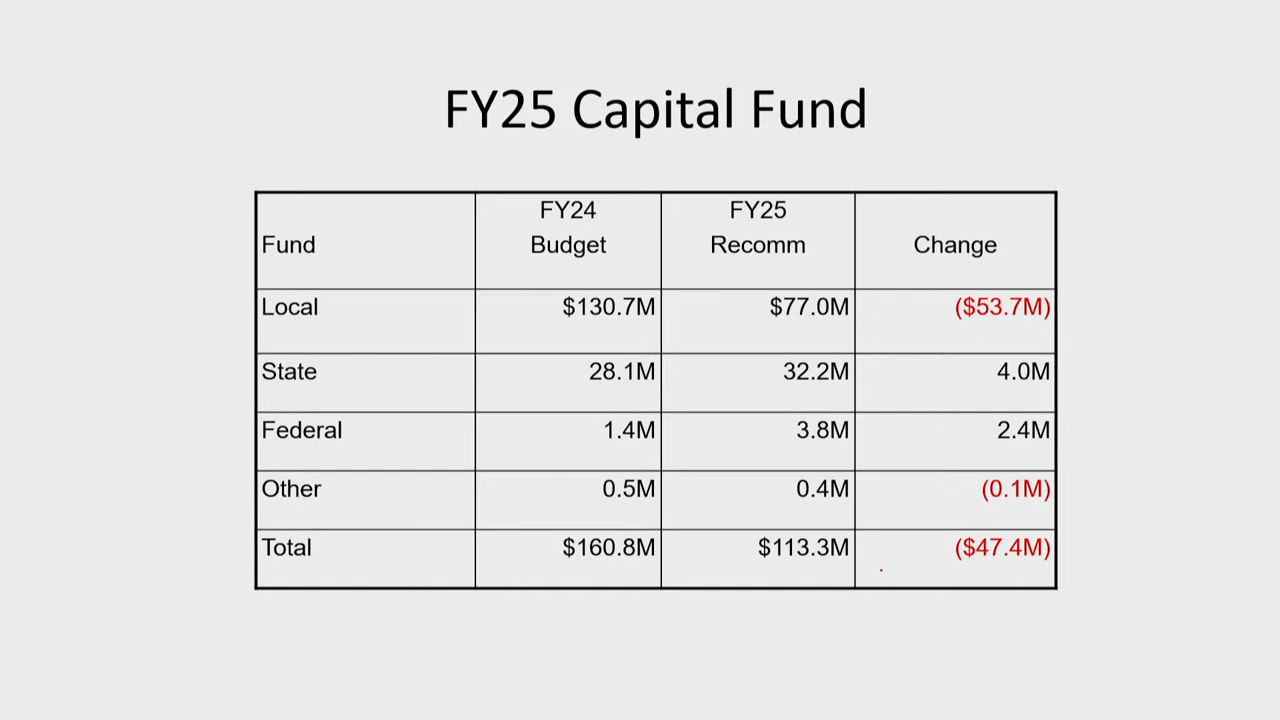 FY25 Capital Fund
Fund FY24 Budget FY25 Recomm Change
Local $130.7M $77.0M ($53.7M)
State 28.1M 32.2M 4.0M
Federal 1.4M 3.8M 2.4M
Other 0.5M 0.4M (0.1M)
Total $160.8M $113.3M ($47.4M)